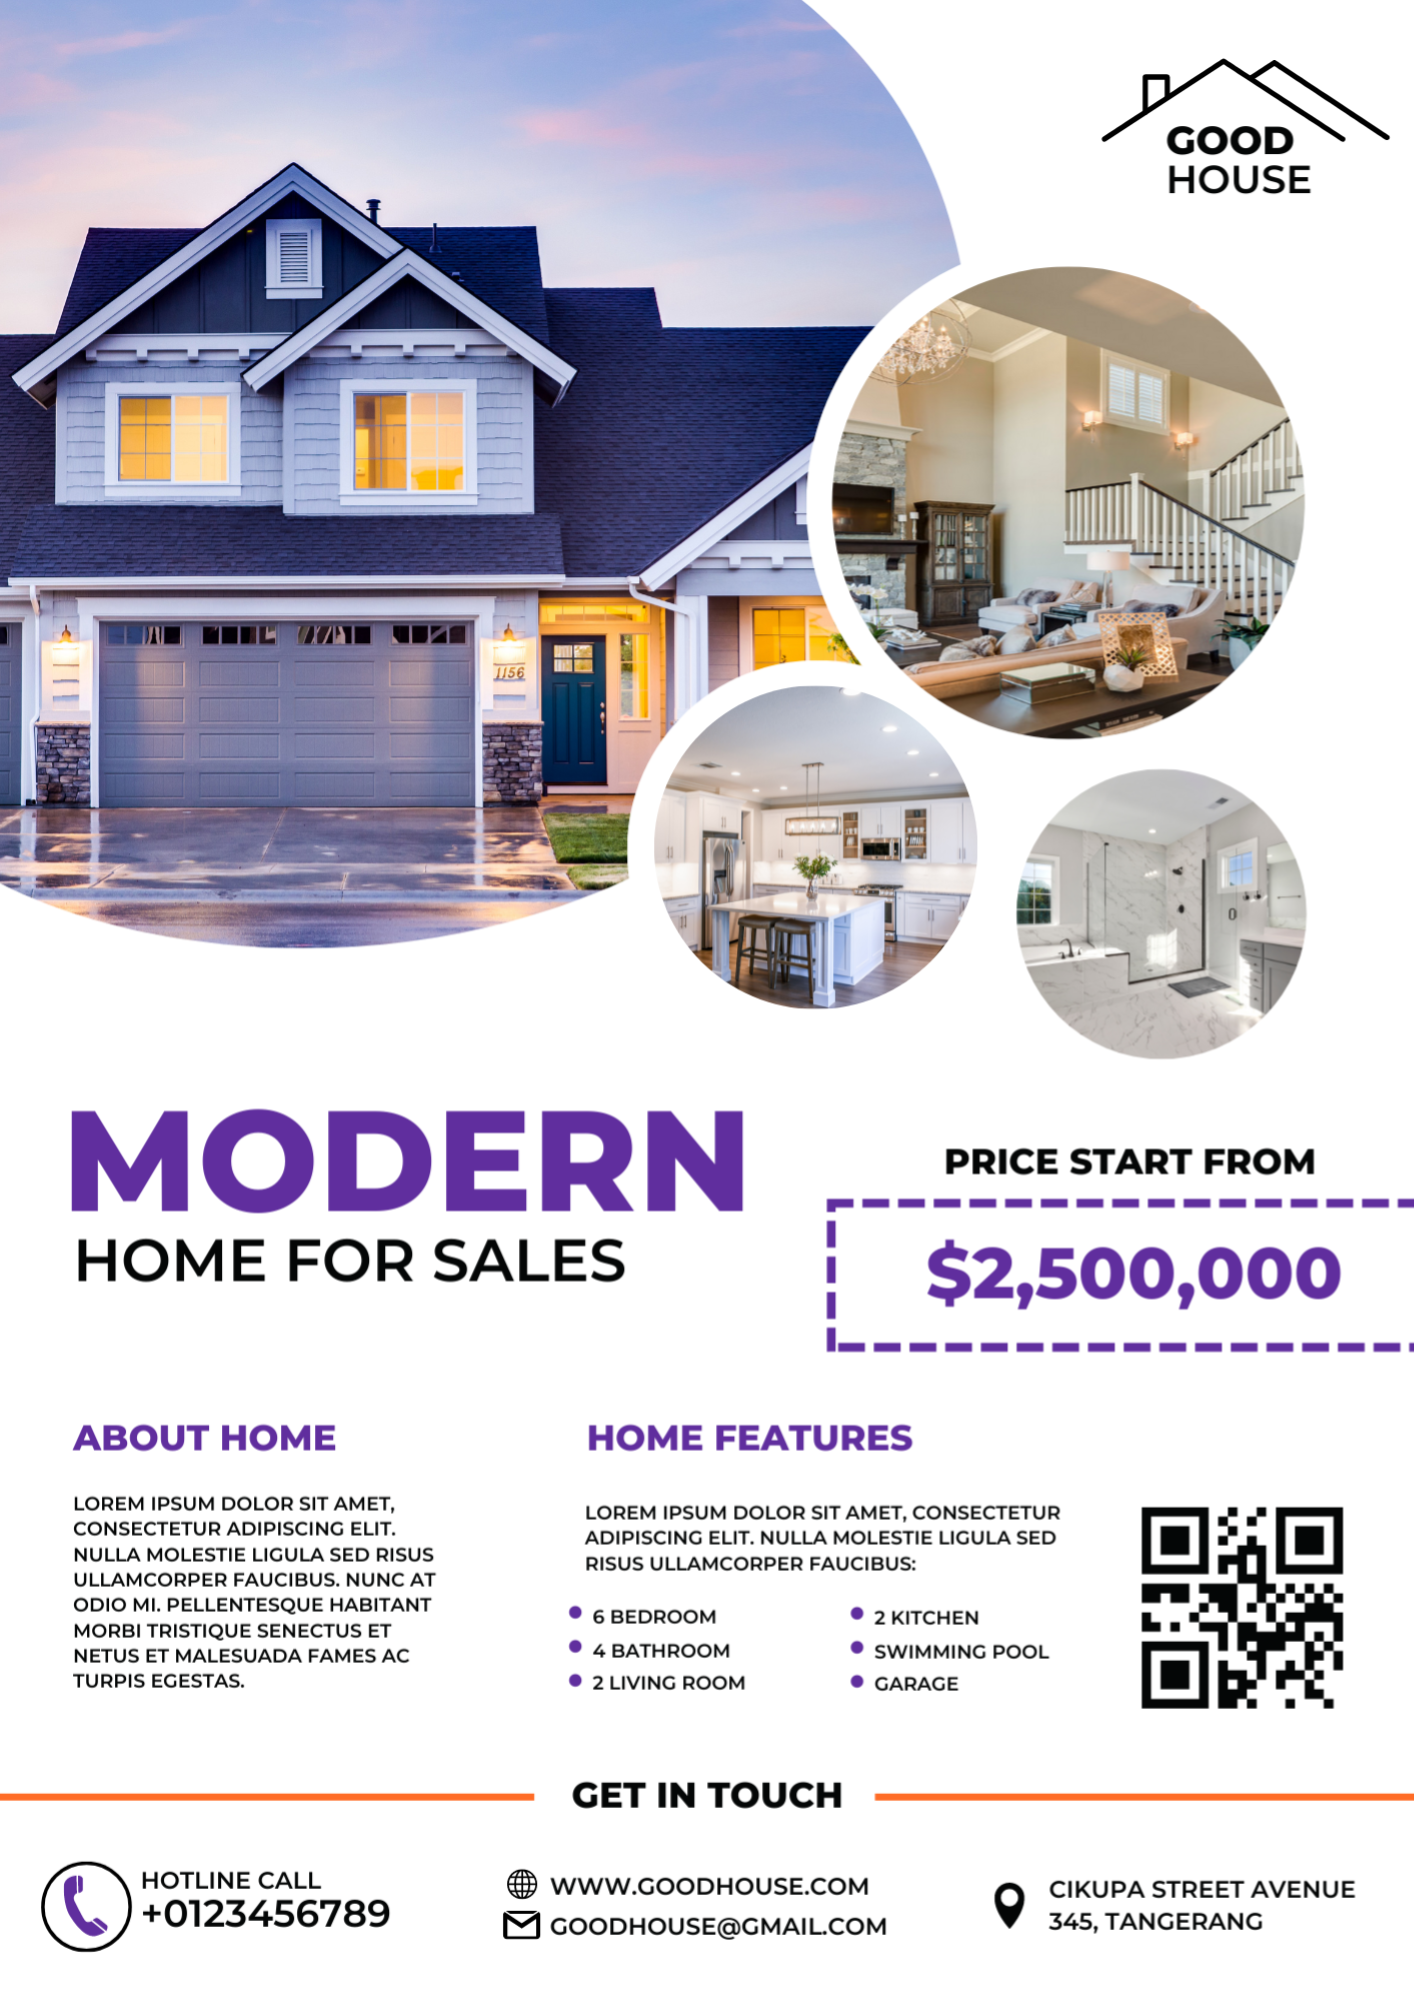 GOOD
HOUSE
1156
MODERN
HOME FOR SALES
PRICE START FROM
$2,500,000
ABOUT HOME
LOREM IPSUM DOLOR SIT AMET,
CONSECTETUR ADIPISCING ELIT.
NULLA MOLESTIE LIGULA SED RISUS
ULLAMCORPER FAUCIBUS. NUNC AT
ODIO MI. PELLENTESQUE HABITANT
MORBI TRISTIQUE SENECTUS ET
NETUS ET MALESUADA FAMES AC
TURPIS EGESTAS.
HOME FEATURES
LOREM IPSUM DOLOR SIT AMET, CONSECTETUR
ADIPISCING ELIT. NULLA MOLESTIE LIGULA SED
RISUS ULLAMCORPER FAUCIBUS:
6 BEDROOM
4 BATHROOM
2 LIVING ROOM
2 KITCHEN
SWIMMING POOL
GARAGE
GET IN TOUCH
HOTLINE CALL
+0123456789
WWW.GOODHOUSE.COM
GOODHOUSE@GMAIL.COM
CIKUPA STREET AVENUE
345, TANGERANG